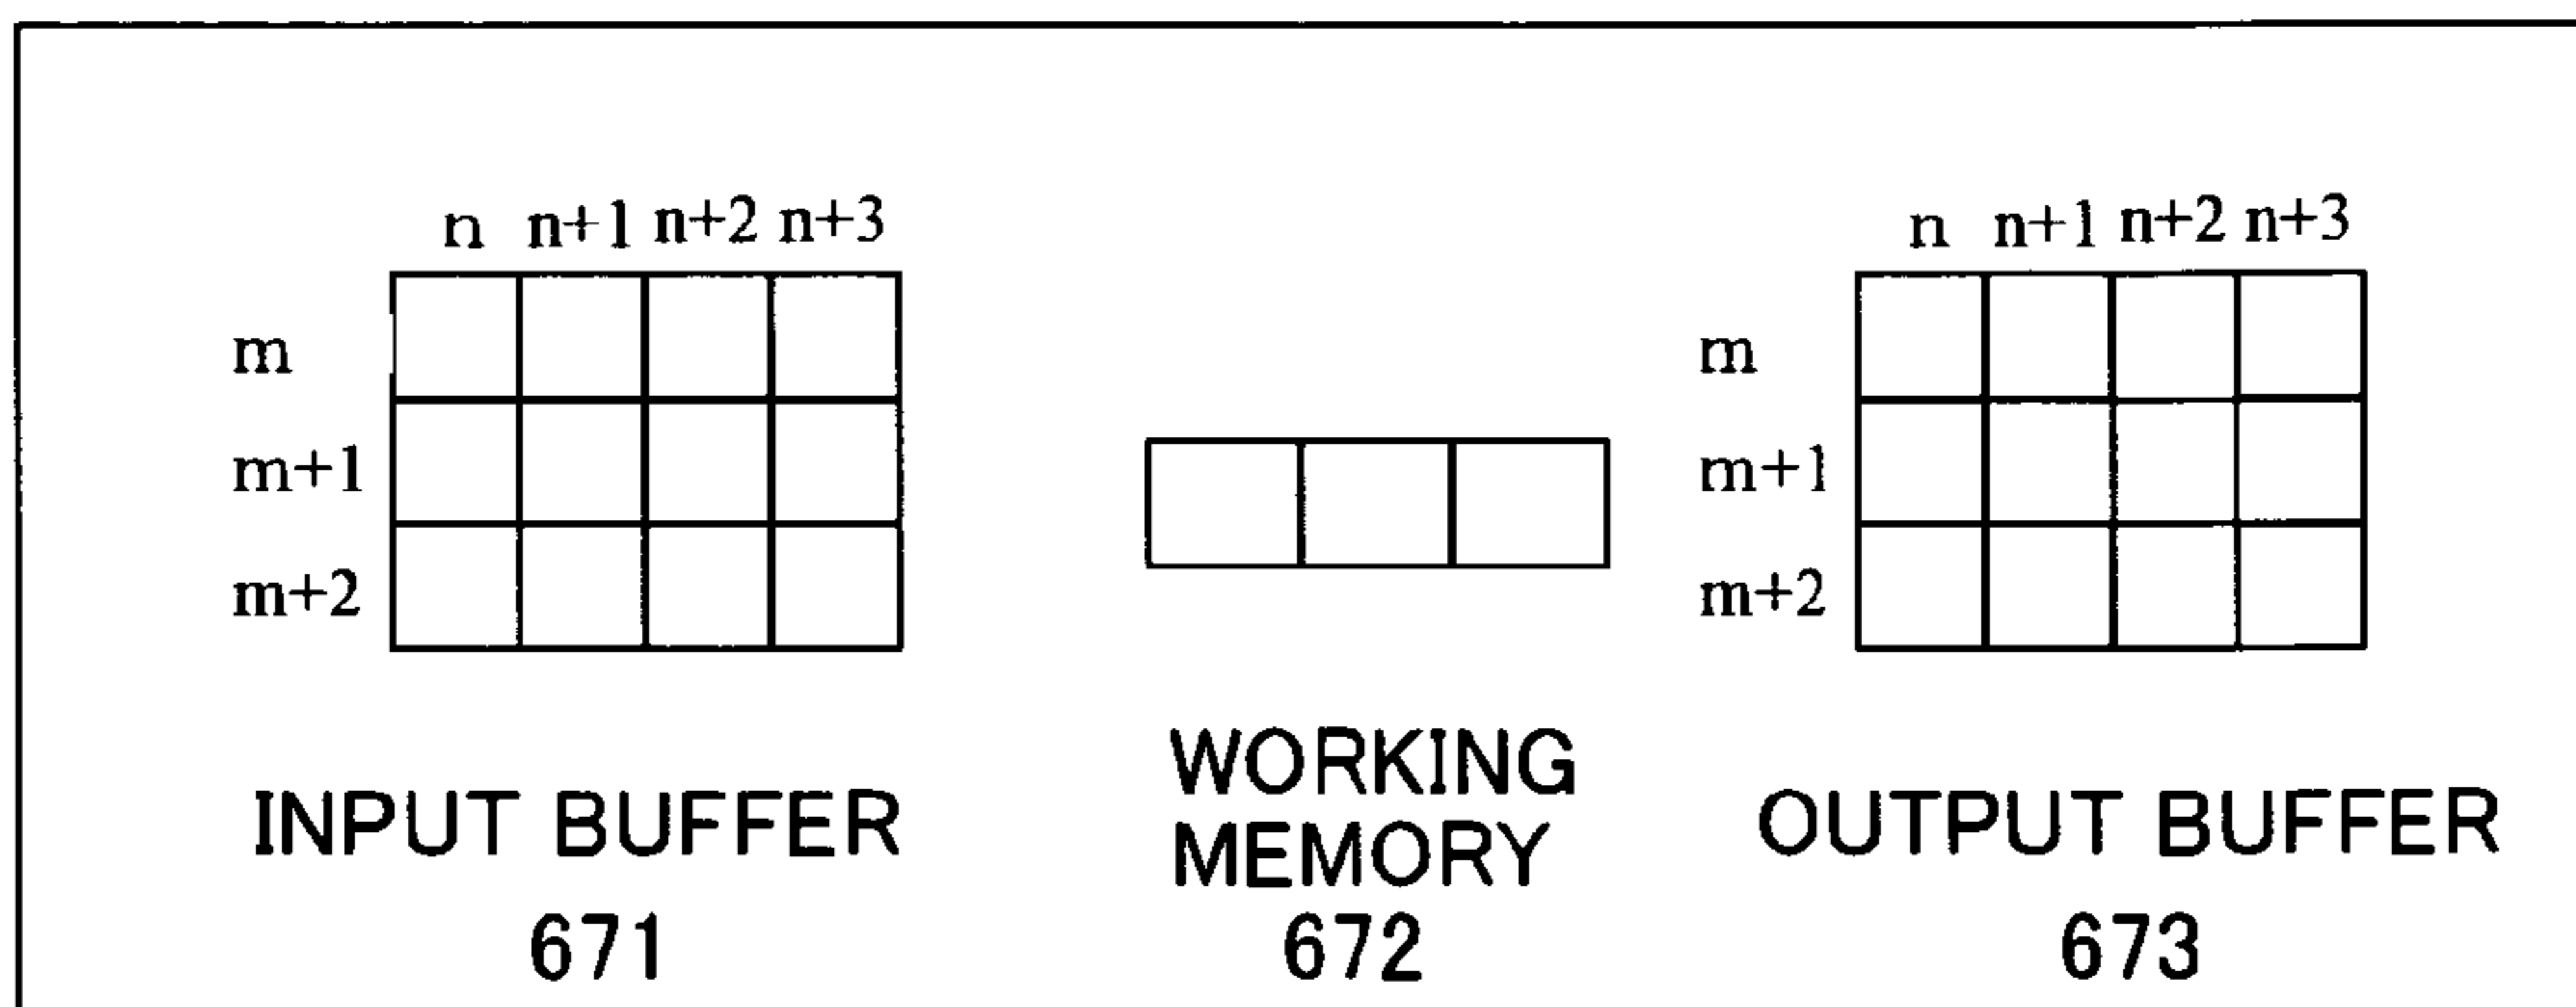 n n+1 n+2 n+3
m
m+1
m+2
INPUT BUFFER
671
WORKING
MEMORY
672
n n+1 n+2 n+3
m
m+1
m+2
OUTPUT BUFFER
673